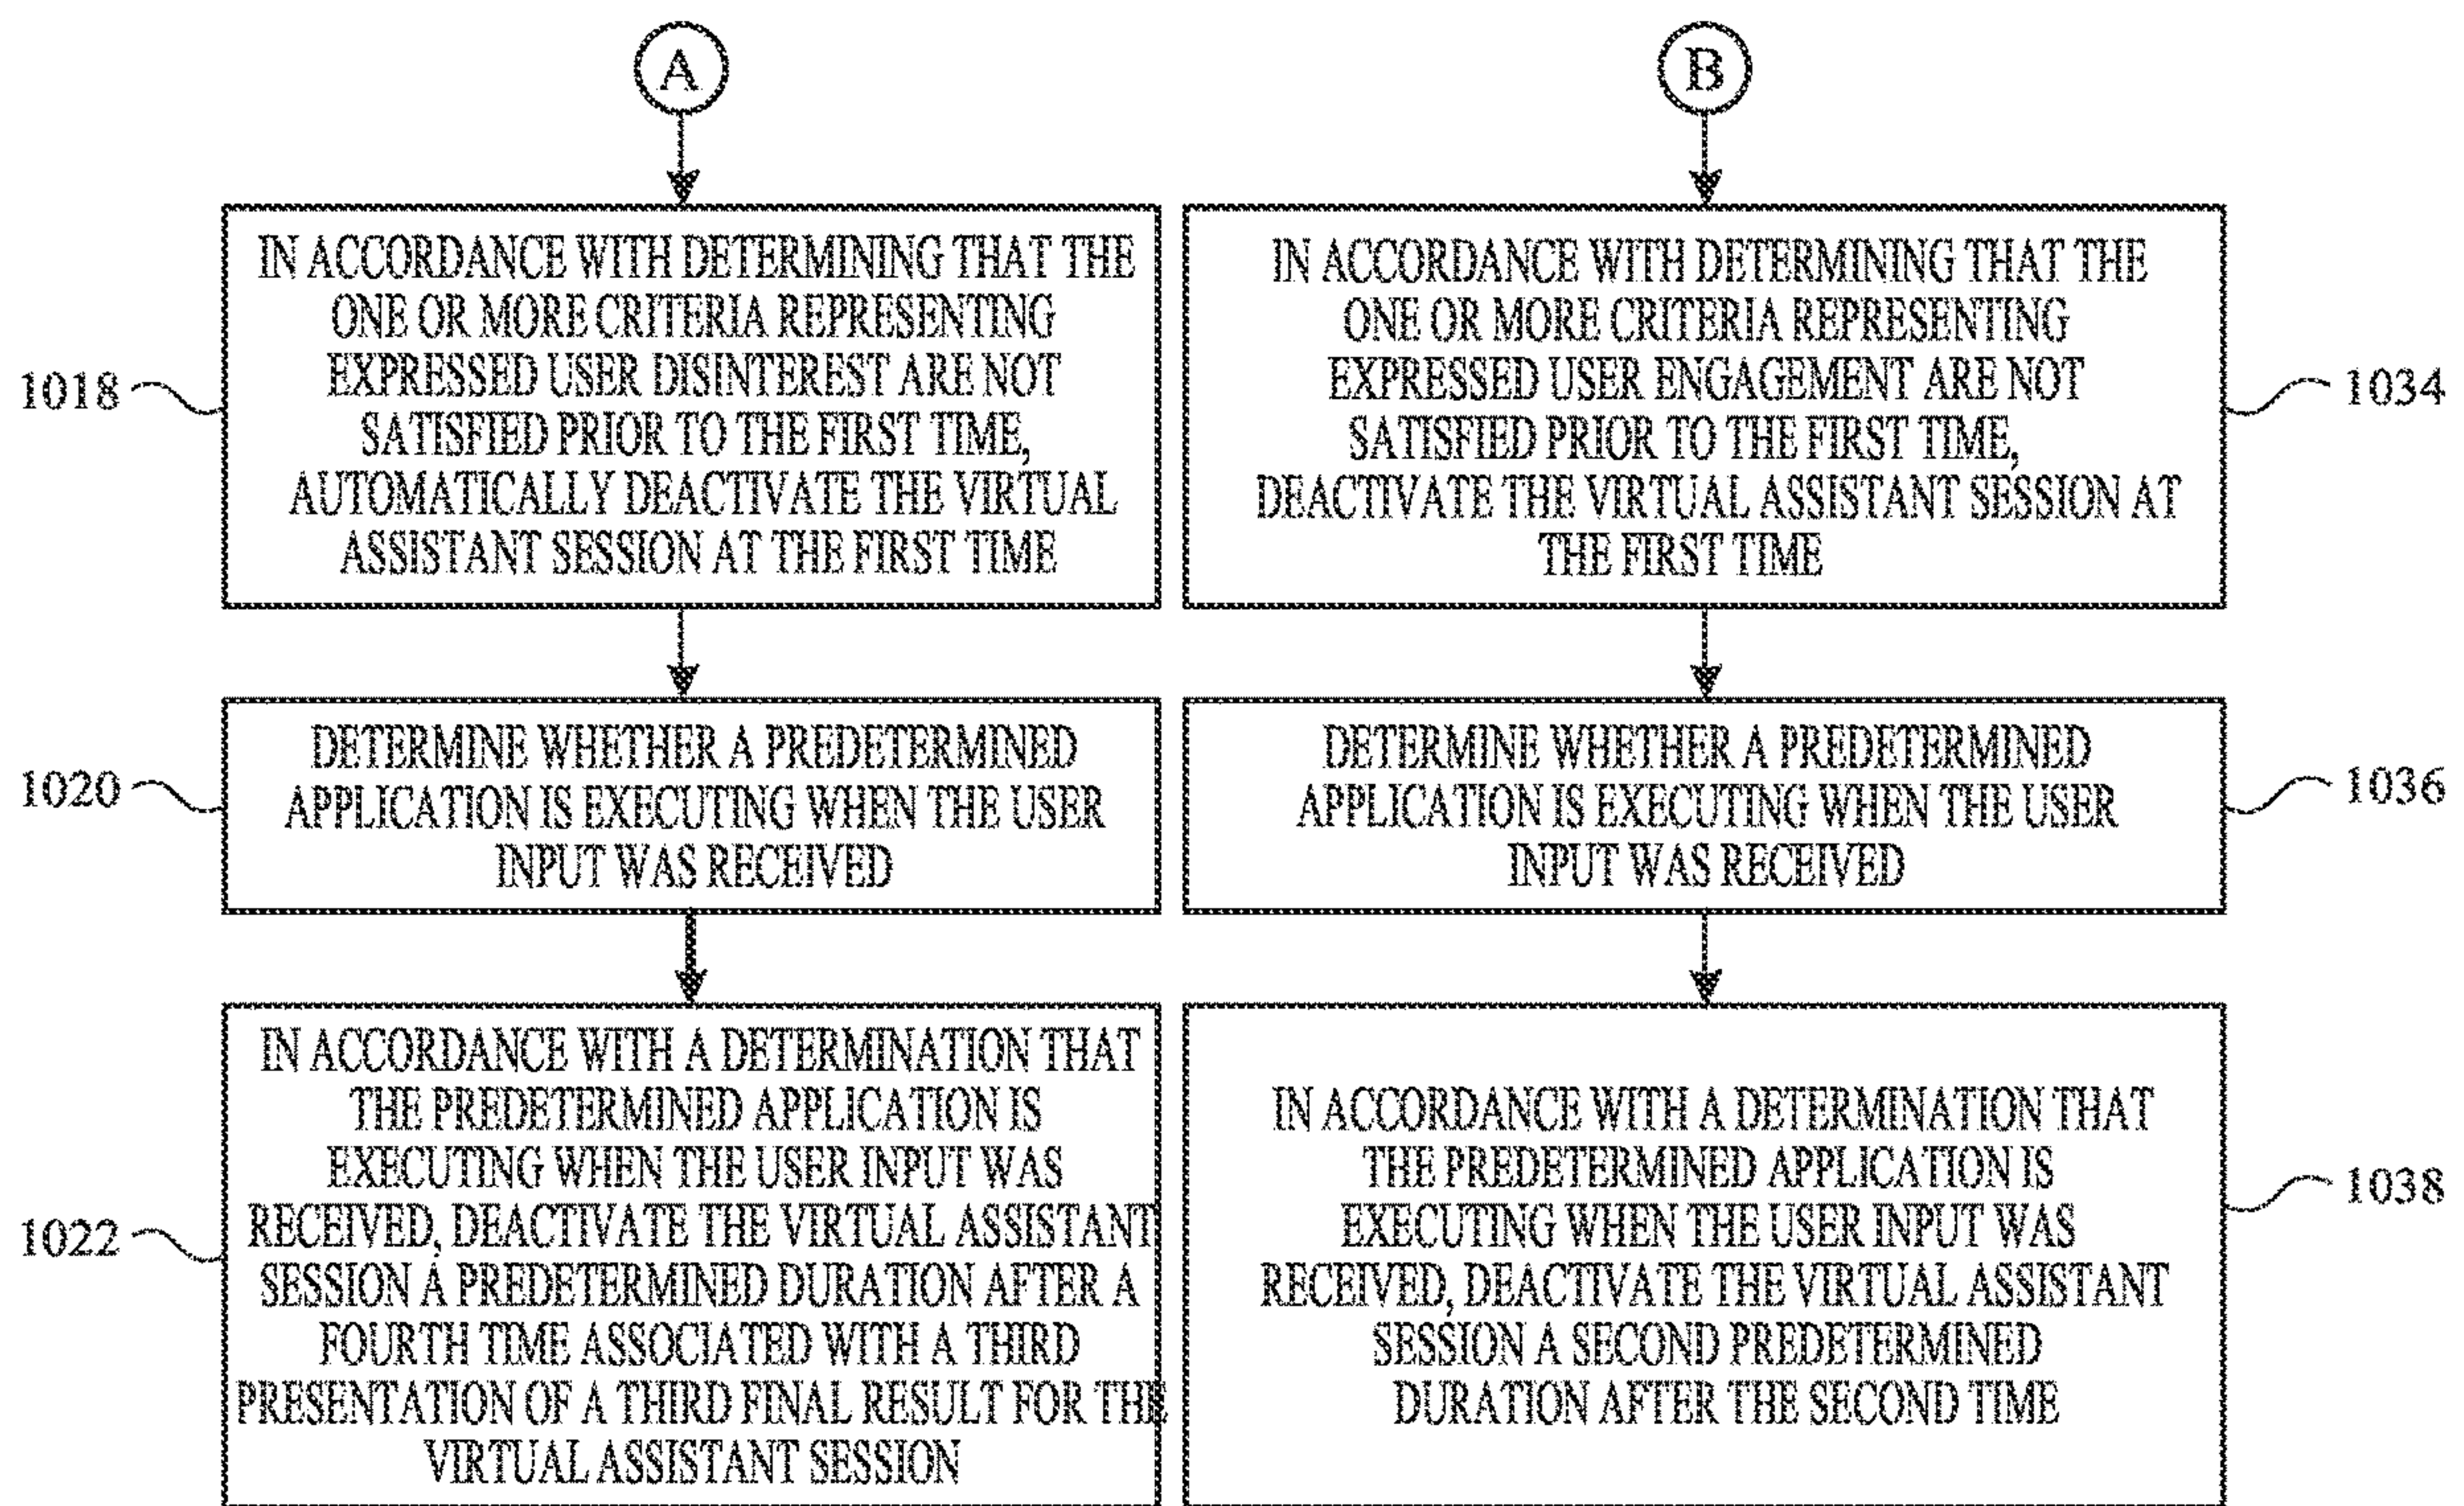 A
IN ACCORDANCE WITH DETERMINING THAT THE
ONE OR MORE CRITERIA REPRESENTING
EXPRESSED USER DISINTEREST ARE NOT
SATISFIED PRIOR TO THE FIRST TIME,
AUTOMATICALLY DEACTIVATE THE VIRTUAL
ASSISTANT SESSION AT THE FIRST TIME
1018
DETERMINE WHETHER A PREDETERMINED
APPLICATION IS EXECUTING WHEN THE USER
INPUT WAS RECEIVED
1020
IN ACCORDANCE WITH A DETERMINATION THAT
THE PREDETERMINED APPLICATION IS
EXECUTING WHEN THE USER INPUT WAS
RECEIVED, DEACTIVATE THE VIRTUAL ASSISTANT
SESSION A PREDETERMINED DURATION AFTER A
FOURTH TIME ASSOCIATED WITH A THIRD
PRESENTATION OF A THIRD FINAL RESULT FOR THE
VIRTUAL ASSISTANT SESSION
1022
B
IN ACCORDANCE WITH DETERMINING THAT THE
ONE OR MORE CRITERIA REPRESENTING
EXPRESSED USER ENGAGEMENT ARE NOT
SATISFIED PRIOR TO THE FIRST TIME,
DEACTIVATE THE VIRTUAL ASSISTANT SESSION AT
THE FIRST TIME
1034
DETERMINE WHETHER A PREDETERMINED
APPLICATION IS EXECUTING WHEN THE USER
INPUT WAS RECEIVED
1036
IN ACCORDANCE WITH A DETERMINATION THAT
THE PREDETERMINED APPLICATION IS
EXECUTING WHEN THE USER INPUT WAS
RECEIVED, DEACTIVATE THE VIRTUAL ASSISTANT
SESSION A SECOND PREDETERMINED
DURATION AFTER THE SECOND TIME
1038